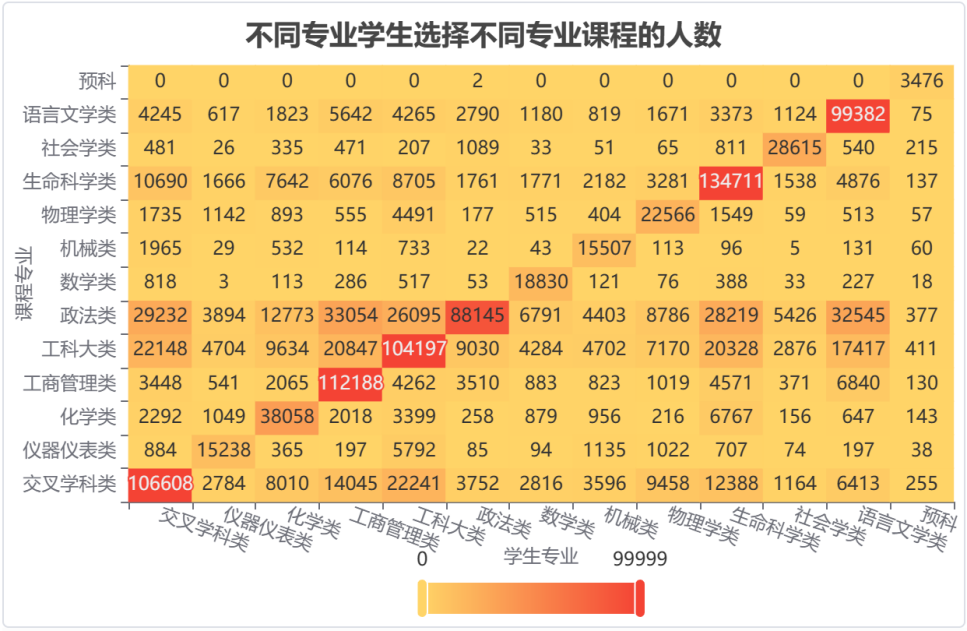 不同专业学生选择不同专业课程的人数
课程专业
预科 0 0 0 0 0 2 0 0 0 0 0 0 3476
语言文学类 4245 617 1823 5642 4265 2790 1180 819 1671 3373 1124 99382 75
社会学类 481 26 335 471 207 1089 33 51 65 811 28615 540 215
生命科学类 10690 1666 7642 6076 8705 1761 1771 2182 3281 134711 1538 4876 137
物理学类 1735 1142 893 555 4491 177 515 404 22566 1549 59 513 57
机械类 1965 29 532 114 733 22 43 15507 113 96 5 131 60
数学类 818 3 113 286 517 53 18830 121 76 388 33 227 18
政法类 29232 3894 12773 33054 26095 88145 6791 4403 8786 28219 5426 32545 377
工科大类 22148 4704 9634 20847 104197 9030 4284 4702 7170 20328 2876 17417 411
工商管理类 3448 541 2065 112188 4262 3510 883 823 1019 4571 371 6840 130
化学类 2292 1049 38058 2018 3399 258 879 956 216 6767 156 647 143
仪器仪表类 884 15238 365 197 5792 85 94 1135 1022 707 74 197 38
交叉学科类 106608 2784 8010 14045 22241 3752 2816 3596 9458 12388 1164 6413 255
交叉学科类 仪器仪表类 化学类 工商管理类 工科大类 政法类 数学类 机械类 物理学类 生命科学类 社会学类 语言文学类 预科
学生专业
0 99999